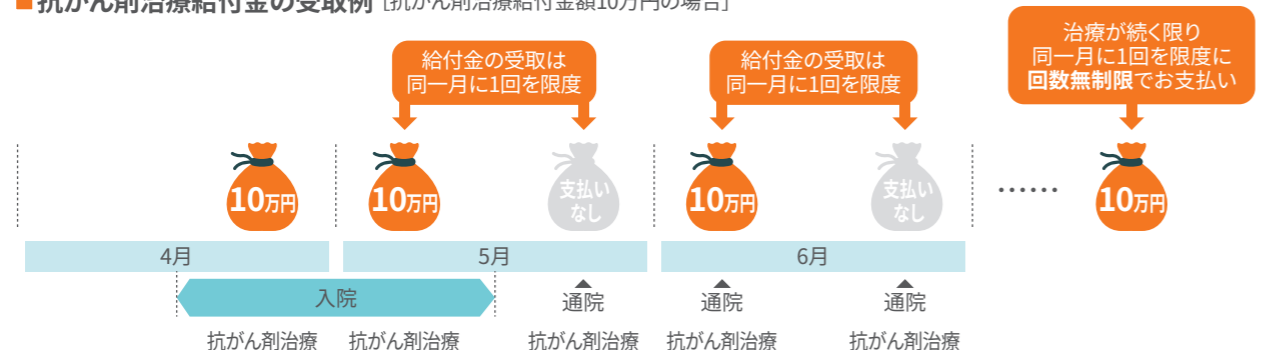 ■抗がん剤治療給付金の受取例 [抗がん剤治療給付金額10万円の場合]
給付金の受取は
同一月に1回を限度
給付金の受取は
同一月に1回を限度
治療が続く限り
同一月に1回を限度に
回数無制限でお支払い
10万円
10万円
支払い
なし
10万円
支払い
なし
……
10万円
4月
5月
6月
入院
通院
通院
通院
抗がん剤治療
抗がん剤治療
抗がん剤治療
抗がん剤治療
抗がん剤治療